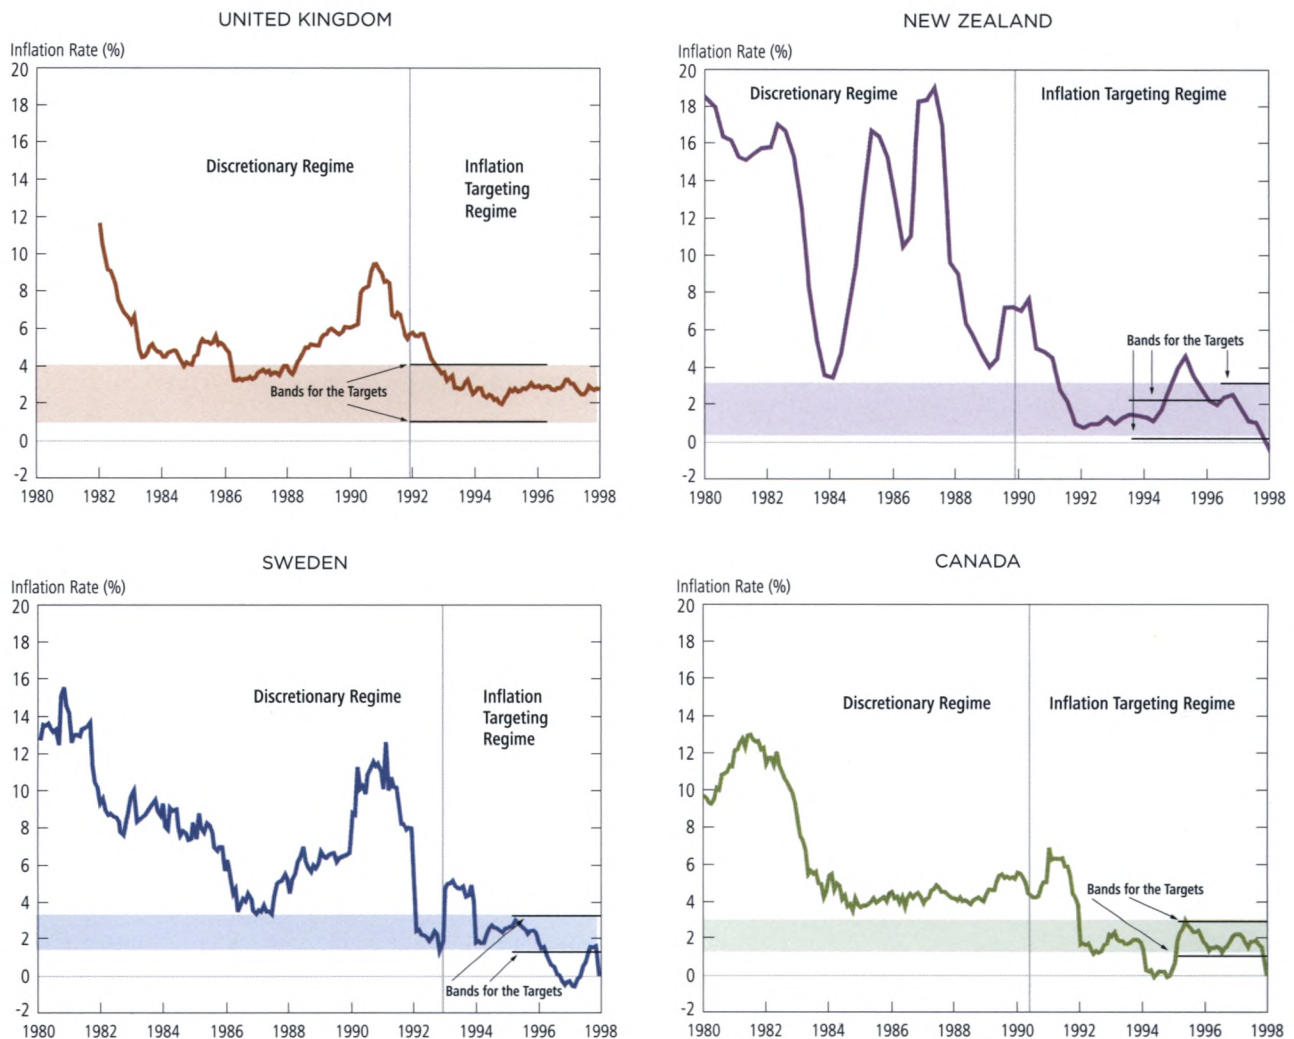 UNITED KINGDOM
Inflation Rate (%)
20
18
16
14
12
10
8
6
4
2
0
-2
Discretionary Regime
Inflation
Targeting
Regime
Bands for the Targets
1980 1982 1984 1986 1988 1990 1992 1994 1996 1998
NEW ZEALAND
Inflation Rate (%)
20
18
16
14
12
10
8
6
4
2
0
-2
Discretionary Regime
Inflation Targeting Regime
Bands for the Targets
1980 1982 1984 1986 1988 1990 1992 1994 1996 1998
SWEDEN
Inflation Rate (%)
20
18
16
14
12
10
8
6
4
2
0
-2
Discretionary Regime
Inflation
Targeting
Regime
Bands for the Targets
1980 1982 1984 1986 1988 1990 1992 1994 1996 1998
CANADA
Inflation Rate (%)
20
18
16
14
12
10
8
6
4
2
0
-2
Discretionary Regime
Inflation Targeting Regime
Bands for the Targets
1980 1982 1984 1986 1988 1990 1992 1994 1996 1998